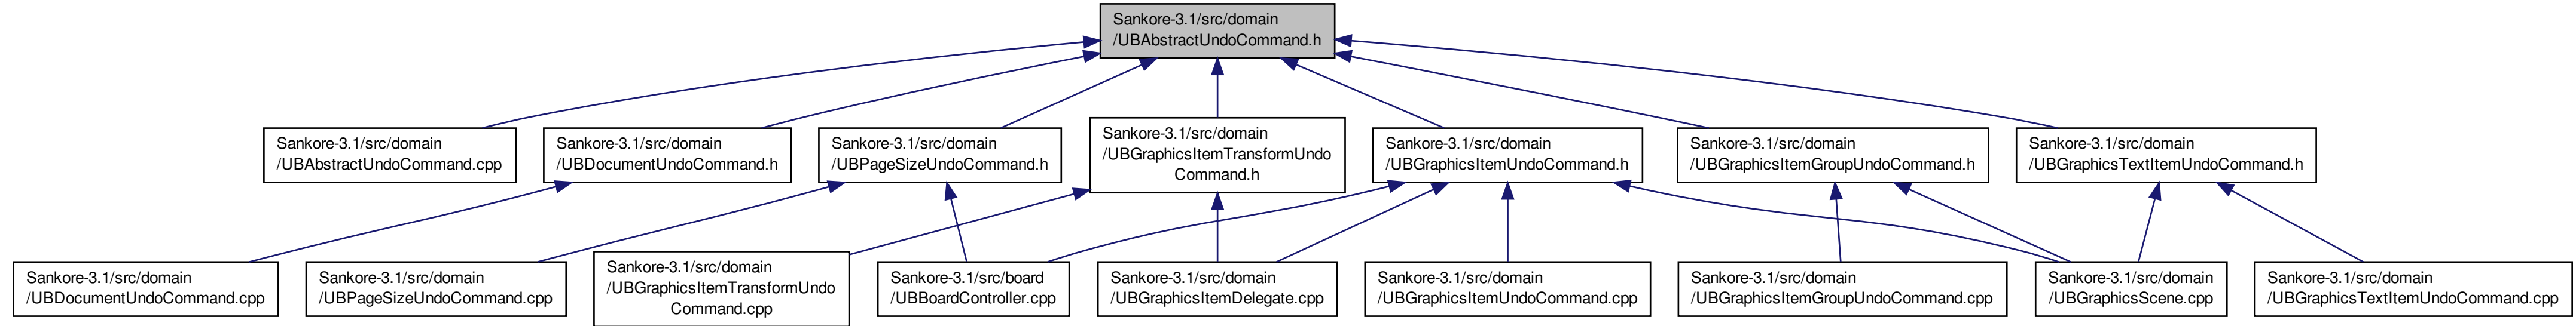 Sankore-3.1/src/domain
/UBAbstractUndoCommand.h
Sankore-3.1/src/domain
/UBAbstractUndoCommand.cpp
Sankore-3.1/src/domain
/UBDocumentUndoCommand.h
Sankore-3.1/src/domain
/UBPageSizeUndoCommand.h
Sankore-3.1/src/domain
/UBGraphicsItemTransformUndo
Command.h
Sankore-3.1/src/domain
/UBGraphicsItemUndoCommand.h
Sankore-3.1/src/domain
/UBGraphicsItemGroupUndoCommand.h
Sankore-3.1/src/domain
/UBGraphicsTextItemUndoCommand.h
Sankore-3.1/src/domain
/UBDocumentUndoCommand.cpp
Sankore-3.1/src/domain
/UBPageSizeUndoCommand.cpp
Sankore-3.1/src/domain
/UBGraphicsItemTransformUndo
Command.cpp
Sankore-3.1/src/board
/UBBoardController.cpp
Sankore-3.1/src/domain
/UBGraphicsItemDelegate.cpp
Sankore-3.1/src/domain
/UBGraphicsItemUndoCommand.cpp
Sankore-3.1/src/domain
/UBGraphicsItemGroupUndoCommand.cpp
Sankore-3.1/src/domain
/UBGraphicsScene.cpp
Sankore-3.1/src/domain
/UBGraphicsTextItemUndoCommand.cpp